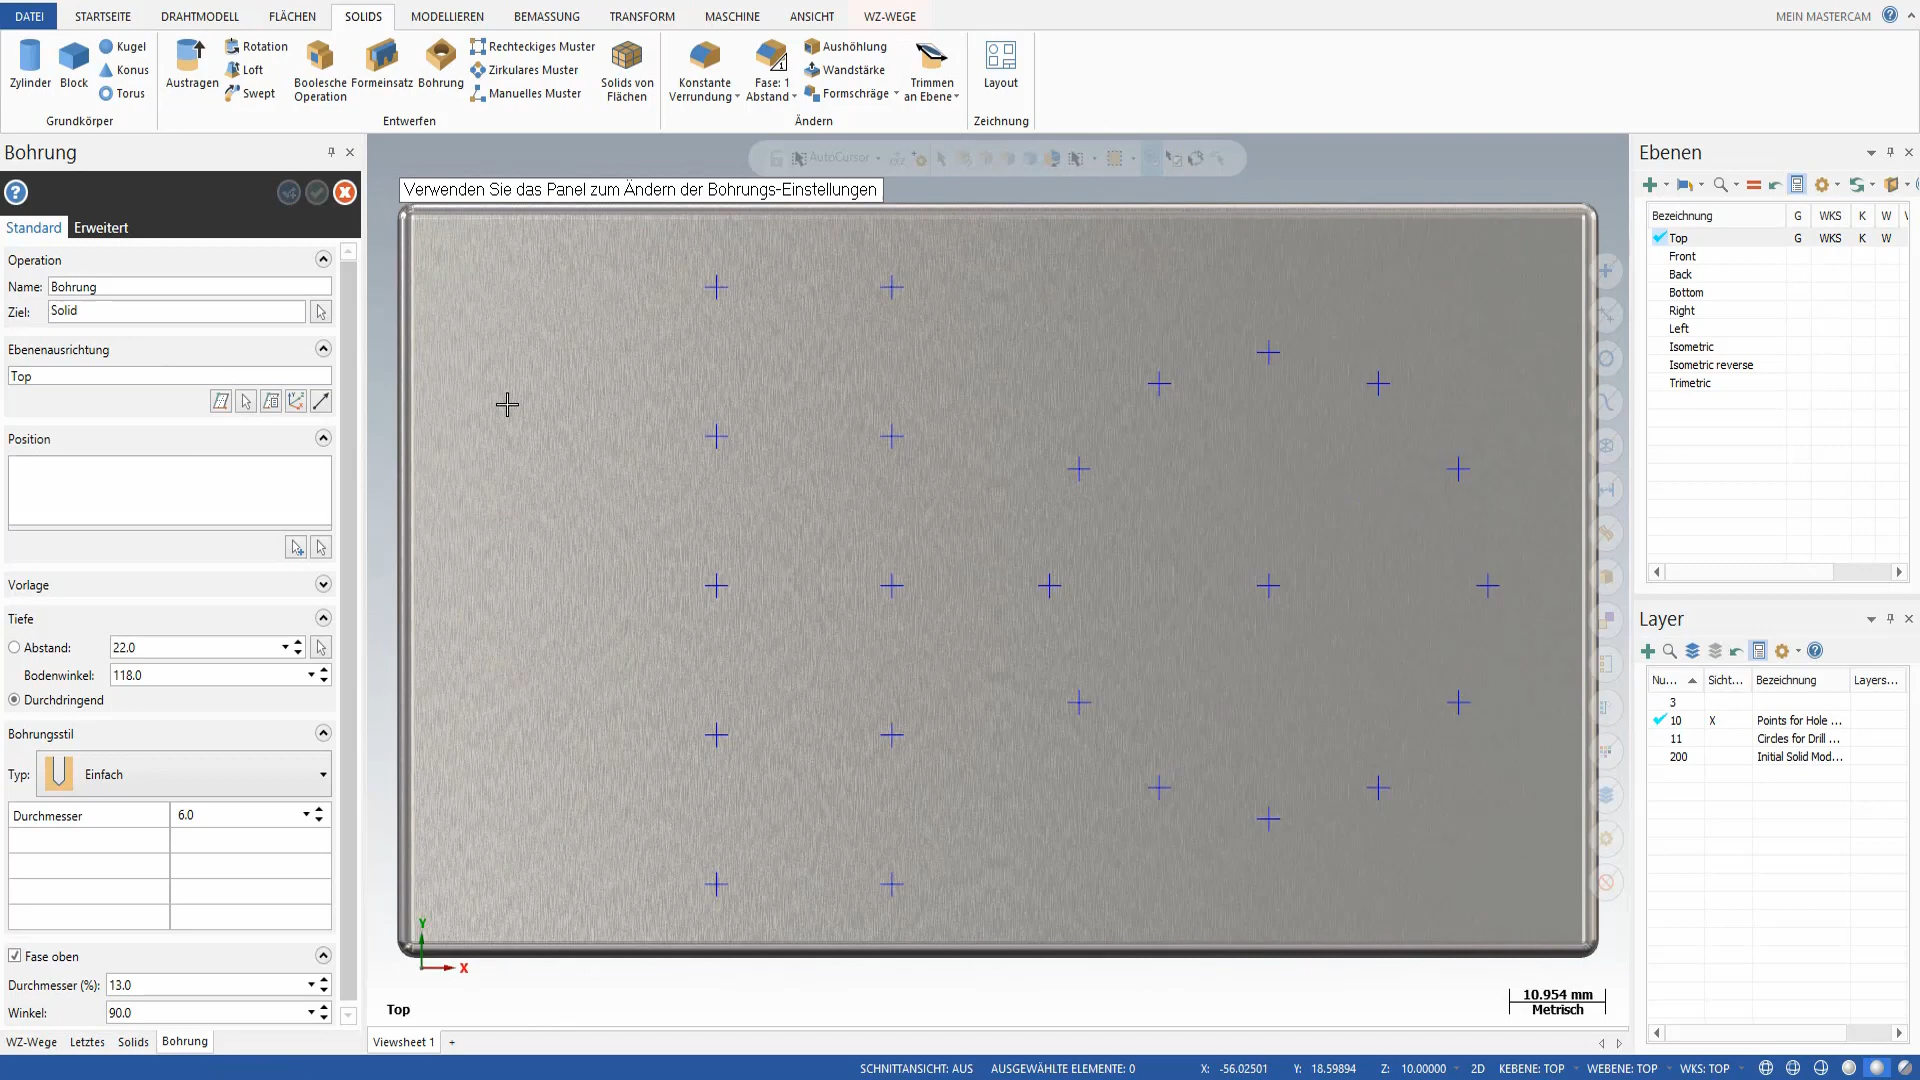 DATEI STARTSEITE DRAHTMODELL FLÄCHEN SOLIDS MODELLIEREN BEMASSUNG TRANSFORM MASCHINE ANSICHT WZ-WEGE MEIN MASTERCAM
Zylinder Block Kugel Konus Torus
Grundkörper
Austragen Rotation Loft Swept Boolesche Operation Formeinsatz Bohrung Rechteckiges Muster Zirkulares Muster Manuelles Muster Solids von Flächen
Entwerfen
Konstante Verrundung Fase: 1 Abstand Aushöhlung Wandstärke Formschräge Trimmen an Ebene
Ändern
Layout
Zeichnung
Bohrung
Standard Erweitert
Operation
Name: Bohrung
Ziel: Solid
Ebenenausrichtung
Top
Position
Vorlage
Tiefe
Abstand: 22.0
Bodenwinkel: 118.0
Durchdringend
Bohrungsstil
Typ: Einfach
Durchmesser 6.0
Fase oben
Durchmesser (%): 13.0
Winkel: 90.0
WZ-Wege Letztes Solids Bohrung
AutoCursor
Verwenden Sie das Panel zum Ändern der Bohrungs-Einstellungen
Y
X
Top
10.954 mm
Metrisch
Viewsheet 1 +
Ebenen
Bezeichnung G WKS K W
Top G WKS K W
Front
Back
Bottom
Right
Left
Isometric
Isometric reverse
Trimetric
Layer
Nu... Sicht... Bezeichnung Layers...
3
10 X Points for Hole ...
11 Circles for Drill ...
200 Initial Solid Mod...
SCHNITTANSICHT: AUS AUSGEWÄHLTE ELEMENTE: 0 X: -56.02501 Y: 18.59894 Z: 10.00000 2D KEBENE: TOP WEBENE: TOP WKS: TOP